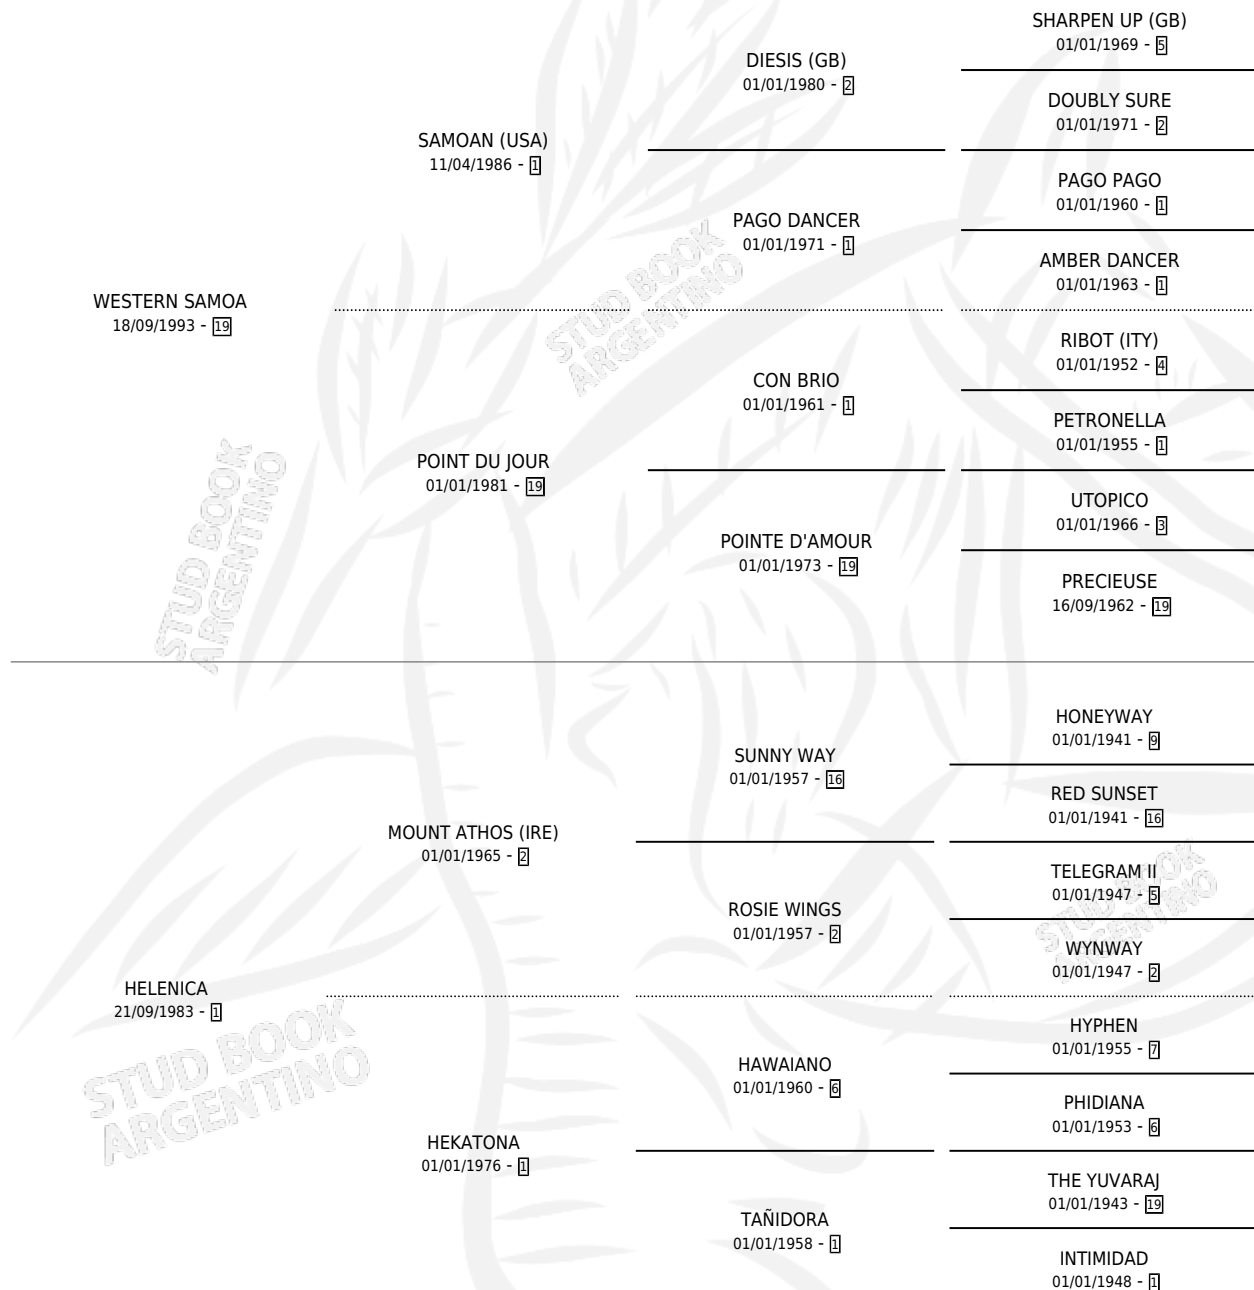 SHARPEN UP (GB)
01/01/1969 - 5
DIESIS (GB)
01/01/1980 - 2
DOUBLY SURE
01/01/1971 - 2
SAMOAN (USA)
11/04/1986 - 1
PAGO PAGO
01/01/1960 - 1
PAGO DANCER
01/01/1971 - 1
AMBER DANCER
01/01/1963 - 1
WESTERN SAMOA
18/09/1993 - 19
RIBOT (ITY)
01/01/1952 - 4
CON BRIO
01/01/1961 - 1
PETRONELLA
01/01/1955 - 1
POINT DU JOUR
01/01/1981 - 19
UTOPICO
01/01/1966 - 3
POINTE D'AMOUR
01/01/1973 - 19
PRECIEUSE
16/09/1962 - 19
HONEYWAY
01/01/1941 - 9
SUNNY WAY
01/01/1957 - 16
RED SUNSET
01/01/1941 - 16
MOUNT ATHOS (IRE)
01/01/1965 - 2
TELEGRAM II
01/01/1947 - 5
ROSIE WINGS
01/01/1957 - 2
WYNWAY
01/01/1947 - 2
HELENICA
21/09/1983 - 1
HYPHEN
01/01/1955 - 7
HAWAIANO
01/01/1960 - 6
PHIDIANA
01/01/1953 - 6
HEKATONA
01/01/1976 - 1
THE YUVARAJ
01/01/1943 - 19
TAÑIDORA
01/01/1958 - 1
INTIMIDAD
01/01/1948 - 1
STUD BOOK
ARGENTINO
STUD BOOK
ARGENTINO
STUD BOOK
ARGENTINO
STUD BOOK
ARGENTINO